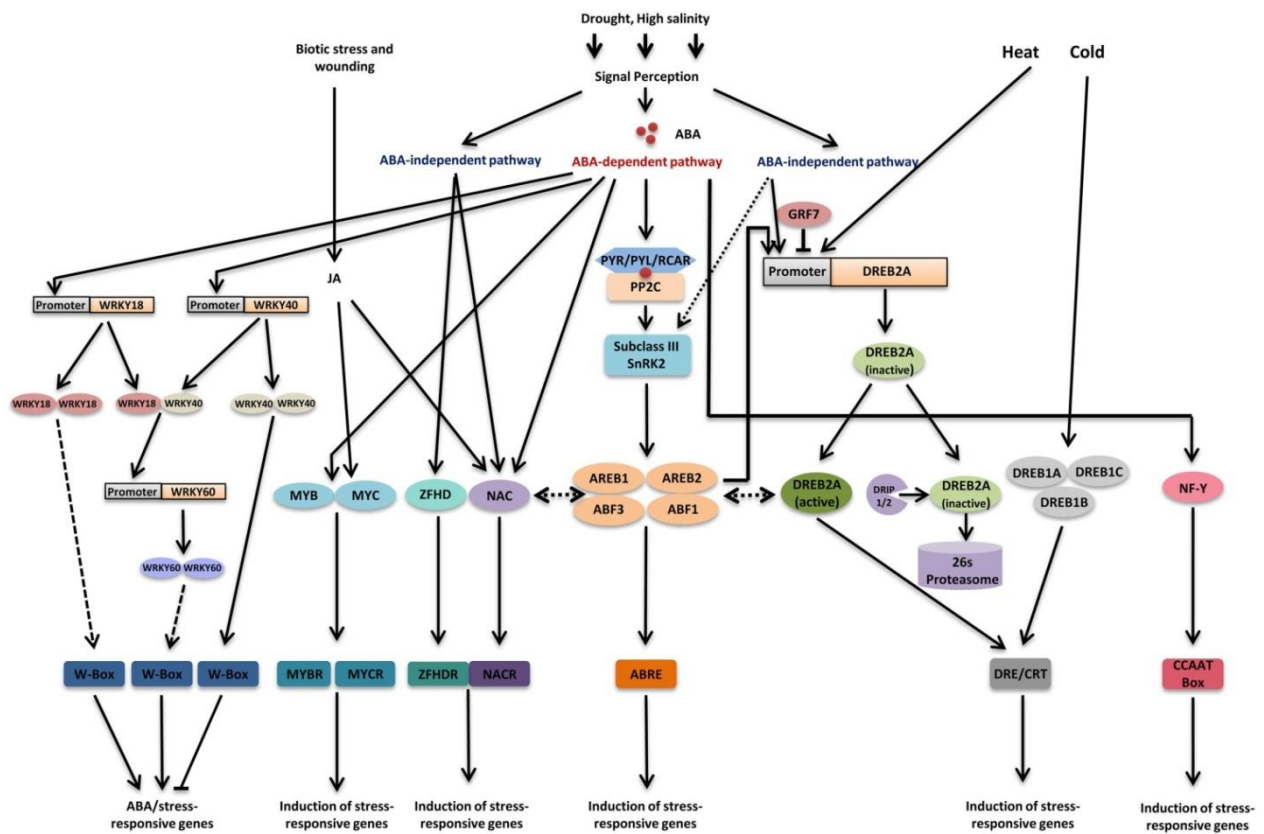 Drought, High salinity
Biotic stress and
wounding
Heat
Cold
Signal Perception
ABA
ABA-independent pathway
ABA-dependent pathway
ABA-independent pathway
GRF7
PYR/PYL/RCAR
PP2C
Promoter
DREB2A
JA
Promoter
WRKY18
Promoter
WRKY40
Subclass III
SnRK2
DREB2A
(inactive)
WRKY18
WRKY18
WRKY18
WRKY40
WRKY40
WRKY40
Promoter
WRKY60
MYB
MYC
ZFHD
NAC
AREB1
AREB2
ABF3
ABF1
DREB2A
(active)
DRIP
1/2
DREB2A
(inactive)
DREB1A
DREB1C
DREB1B
NF-Y
WRKY60
WRKY60
26s
Proteasome
W-Box
W-Box
W-Box
MYBR
MYCR
ZFHDR
NACR
ABRE
DRE/CRT
CCAAT
Box
ABA/stress-
responsive genes
Induction of stress-
responsive genes
Induction of stress-
responsive genes
Induction of stress-
responsive genes
Induction of stress-
responsive genes
Induction of stress-
responsive genes